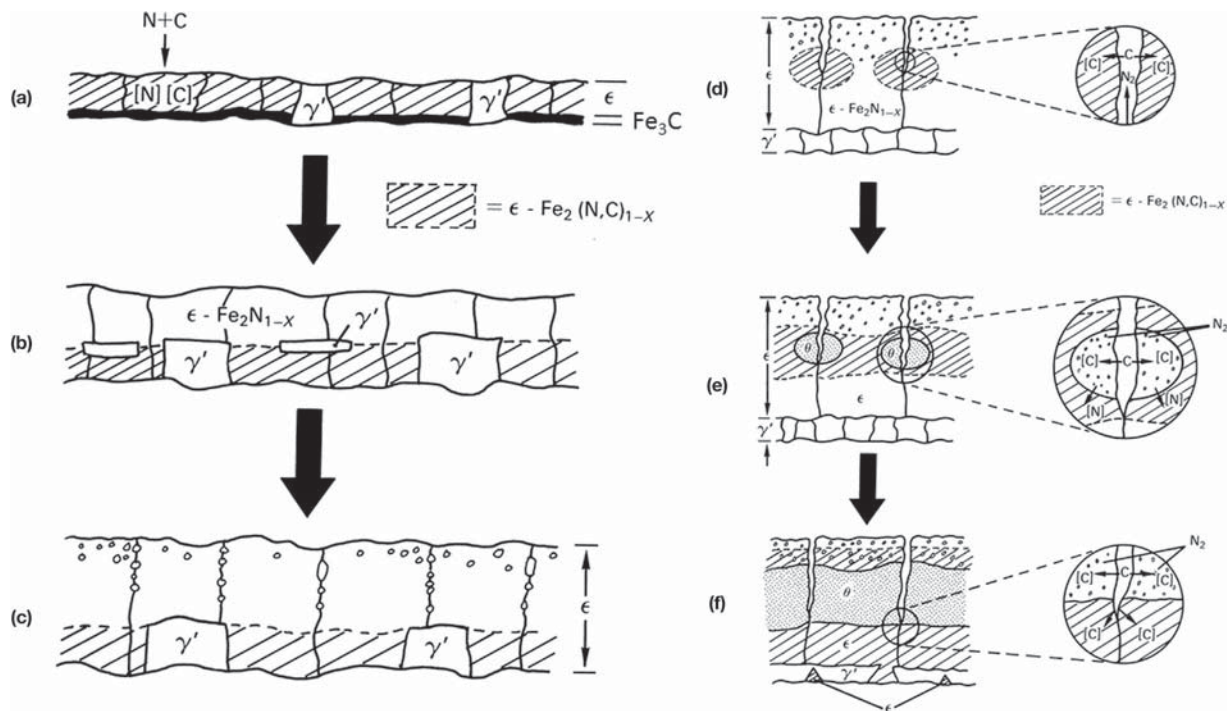 N+C
(a)
[N] [C]
γ′
γ′
ϵ
Fe₃C
= ϵ - Fe₂ (N,C)₁₋ₓ
(b)
ϵ - Fe₂N₁₋ₓ
γ′
γ′
γ′
(c)
γ′
γ′
ϵ
(d)
ϵ
ϵ - Fe₂N₁₋ₓ
γ′
[C]
C
[C]
N₂
= ϵ - Fe₂ (N,C)₁₋ₓ
(e)
ϵ
θ
θ
ϵ
γ′
N₂
[C]
C
[C]
[N]
[N]
(f)
θ
ϵ
γ′
ϵ
N₂
[C]
C
[C]
[C]
[C]